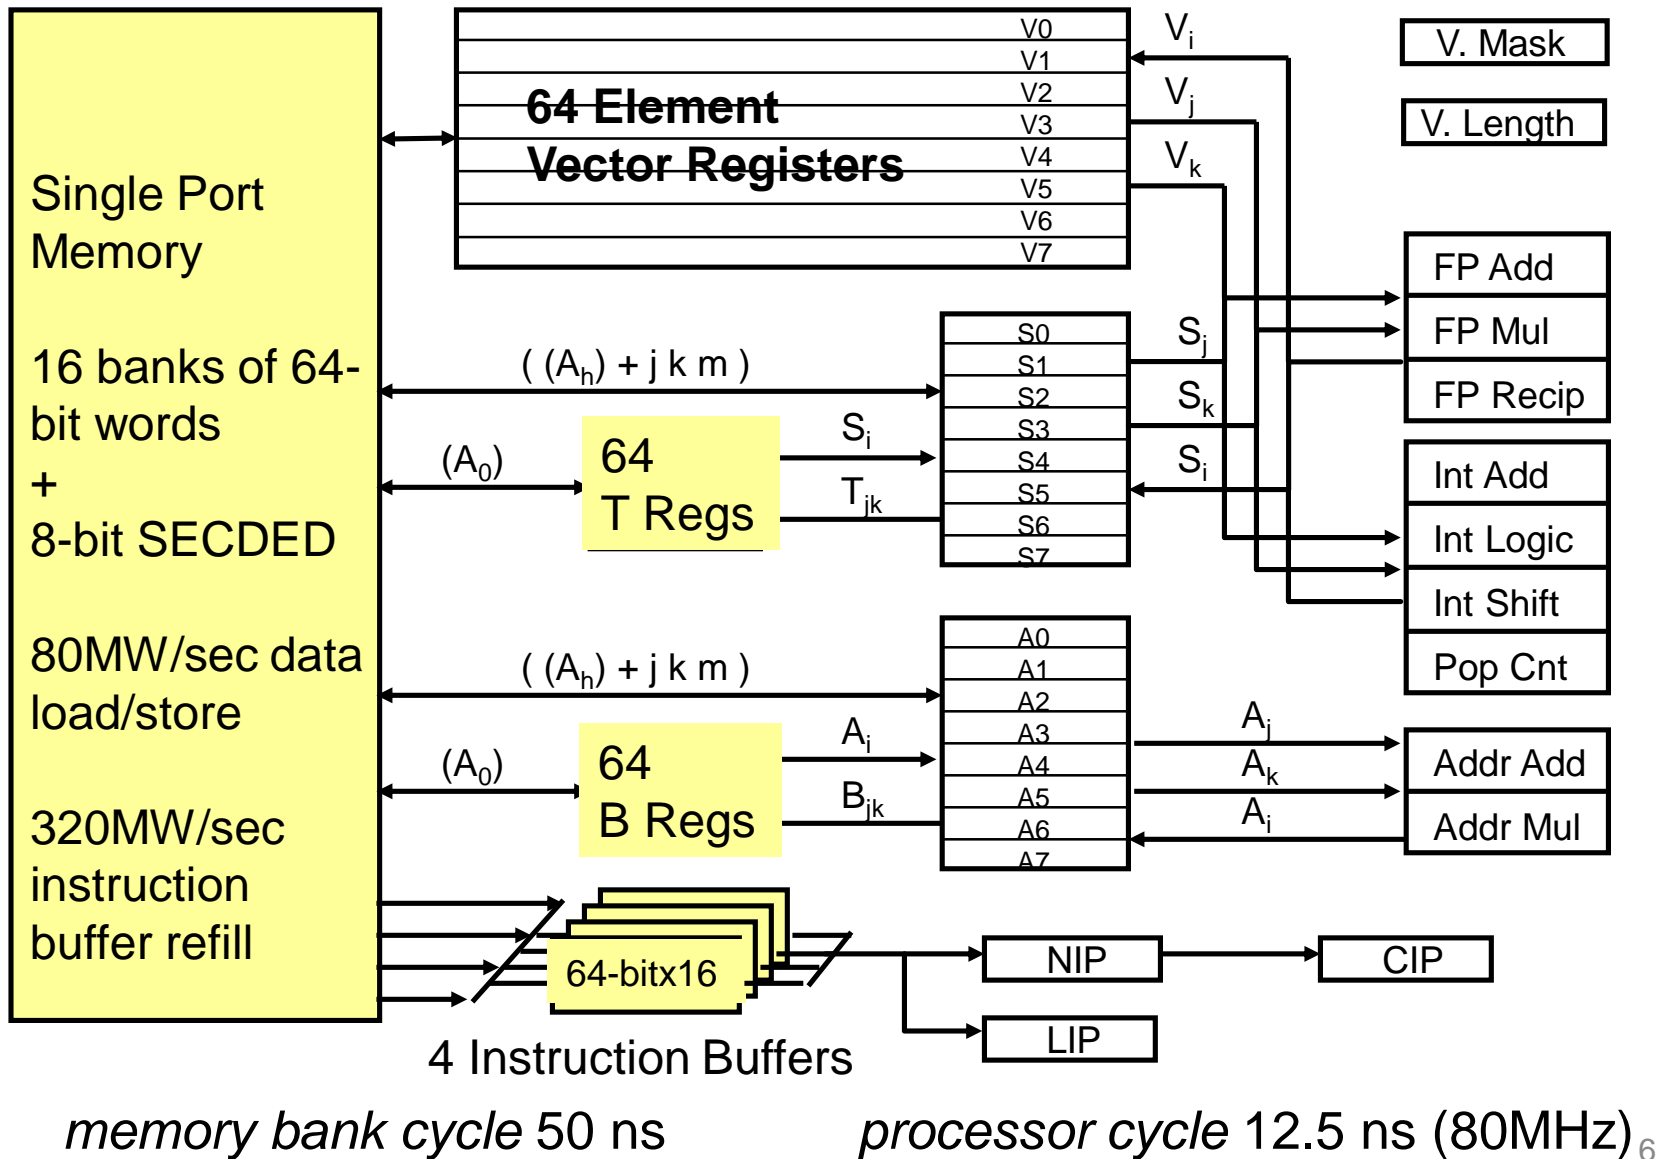 Single Port
Memory
16 banks of 64-
bit words
+
8-bit SECDED
80MW/sec data
load/store
320MW/sec
instruction
buffer refill
64 Element
Vector Registers
V0
V1
V2
V3
V4
V5
V6
V7
Vi
Vj
Vk
V. Mask
V. Length
FP Add
FP Mul
FP Recip
( (Ah) + j k m )
(A0)
64
T Regs
Si
Tjk
S0
S1
S2
S3
S4
S5
S6
S7
Sj
Sk
Si
Int Add
Int Logic
Int Shift
Pop Cnt
( (Ah) + j k m )
(A0)
64
B Regs
Ai
Bjk
A0
A1
A2
A3
A4
A5
A6
A7
Aj
Ak
Ai
Addr Add
Addr Mul
64-bitx16
4 Instruction Buffers
NIP
CIP
LIP
memory bank cycle 50 ns
processor cycle 12.5 ns (80MHz)
6